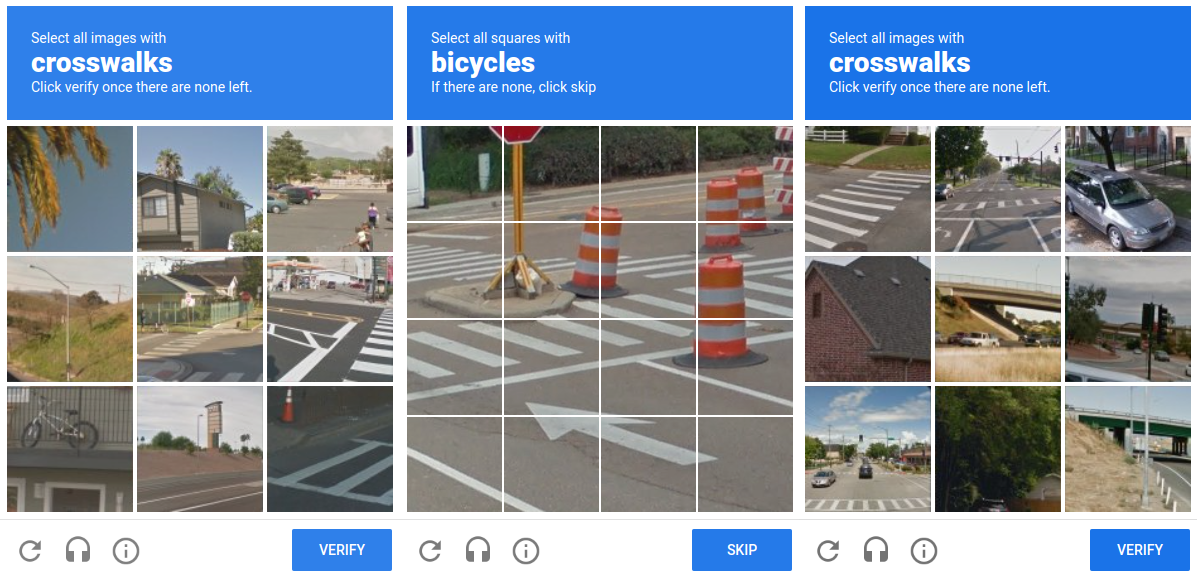 Select all images with
crosswalks
Click verify once there are none left.
VERIFY
Select all squares with
bicycles
If there are none, click skip
SKIP
Select all images with
crosswalks
Click verify once there are none left.
VERIFY